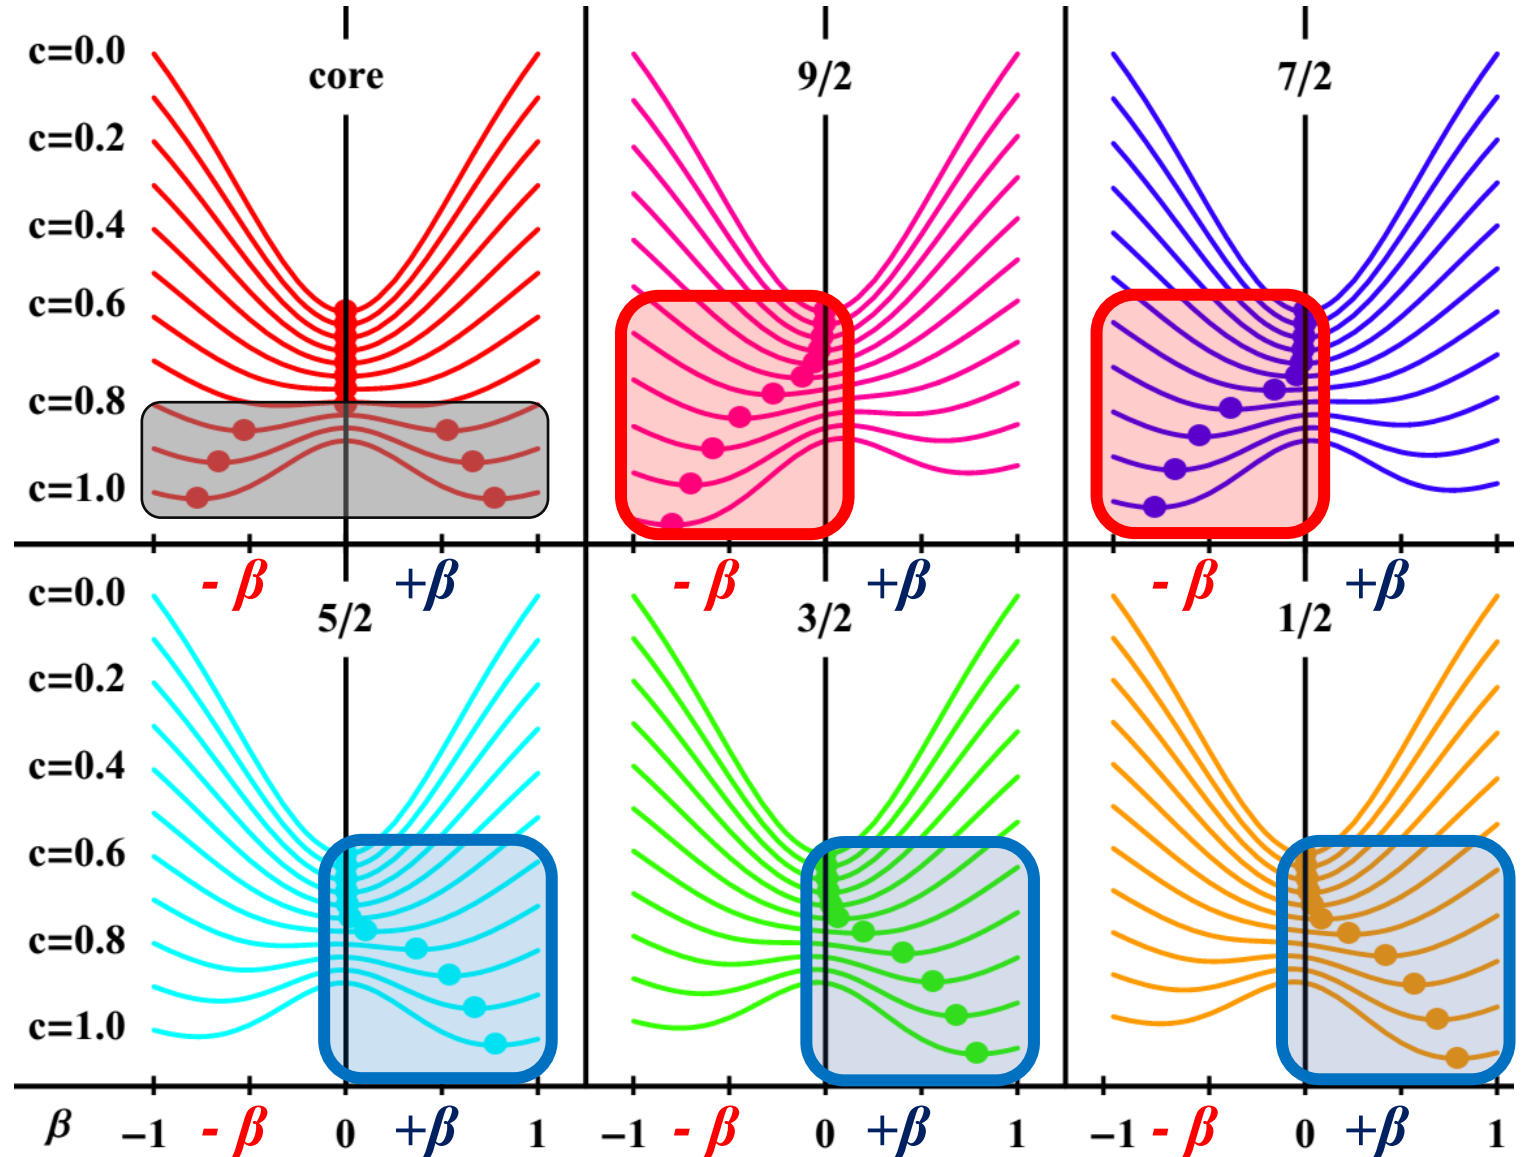 c=0.0
core
9/2
7/2
c=0.2
c=0.4
c=0.6
c=0.8
c=1.0
- β +β - β +β - β +β
c=0.0
5/2
3/2
1/2
c=0.2
c=0.4
c=0.6
c=0.8
c=1.0
β −1 - β 0 +β 1 −1 - β 0 +β 1 −1 - β 0 +β 1